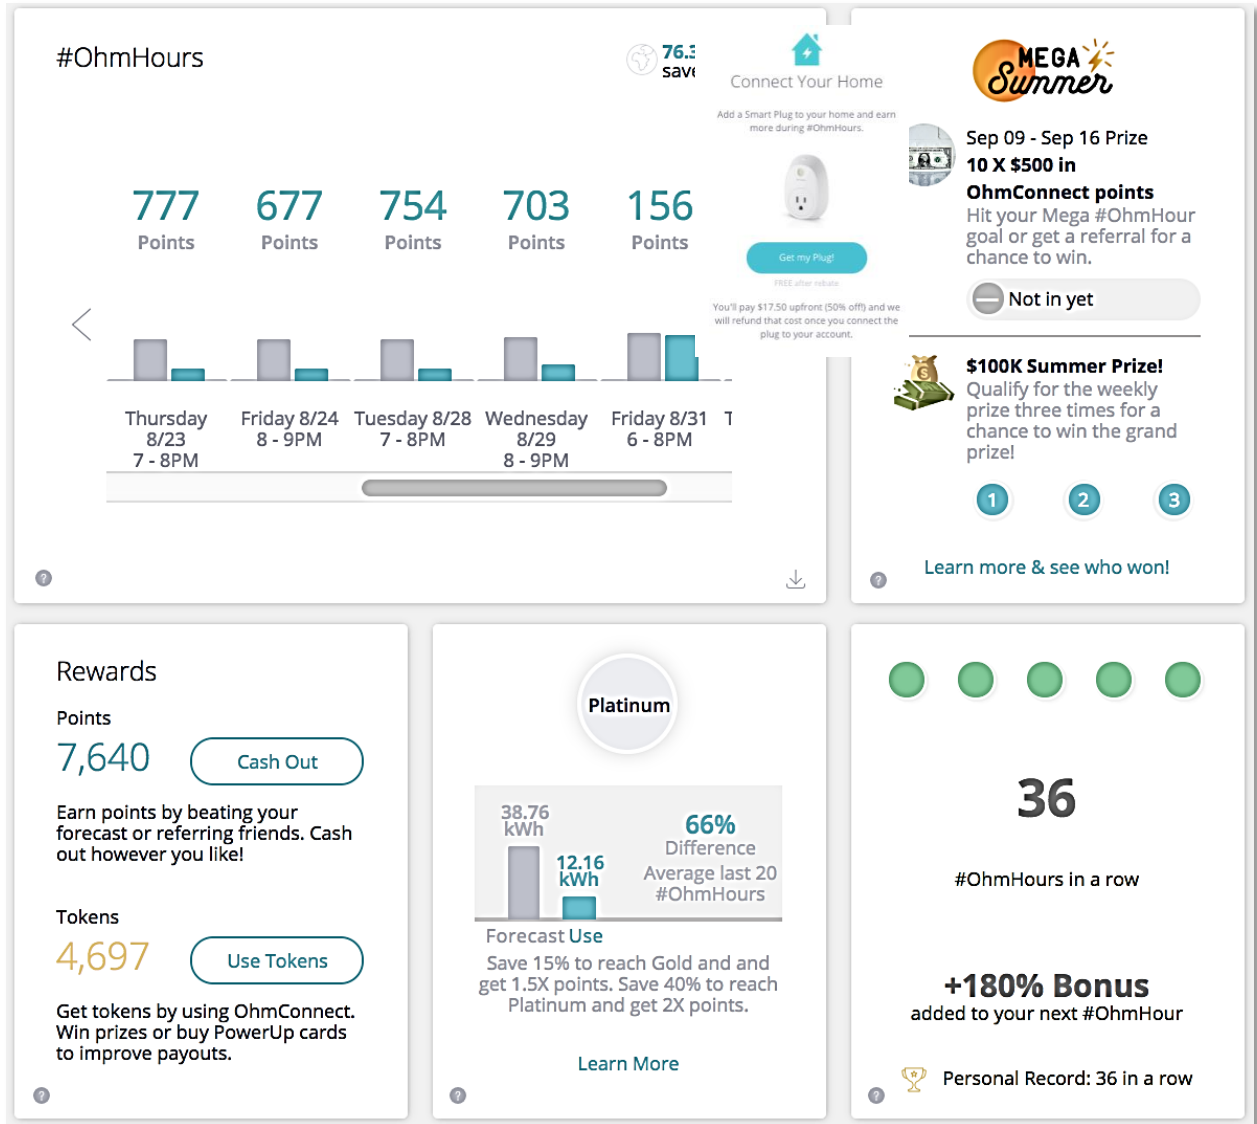 #OhmHours
76.3
save
777
Points
677
Points
754
Points
703
Points
156
Points
Thursday
8/23
7 - 8PM
Friday 8/24
8 - 9PM
Tuesday 8/28
7 - 8PM
Wednesday
8/29
8 - 9PM
Friday 8/31
6 - 8PM
T
?
Connect Your Home
Add a Smart Plug to your home and earn
more during #OhmHours.
Get my Plug!
FREE after rebate
You'll pay $17.50 upfront (50% off!) and we
will refund that cost once you connect the
plug to your account.
MEGA
Summer
Sep 09 - Sep 16 Prize
10 X $500 in
OhmConnect points
Hit your Mega #OhmHour
goal or get a referral for a
chance to win.
Not in yet
$
$100K Summer Prize!
Qualify for the weekly
prize three times for a
chance to win the grand
prize!
1
2
3
Learn more & see who won!
?
Rewards
Points
7,640
Cash Out
Earn points by beating your
forecast or referring friends. Cash
out however you like!
Tokens
4,697
Use Tokens
Get tokens by using OhmConnect.
Win prizes or buy PowerUp cards
to improve payouts.
?
Platinum
38.76
kWh
12.16
kWh
66%
Difference
Average last 20
#OhmHours
Forecast Use
Save 15% to reach Gold and and
get 1.5X points. Save 40% to reach
Platinum and get 2X points.
Learn More
?
36
#OhmHours in a row
+180% Bonus
added to your next #OhmHour
Personal Record: 36 in a row
?